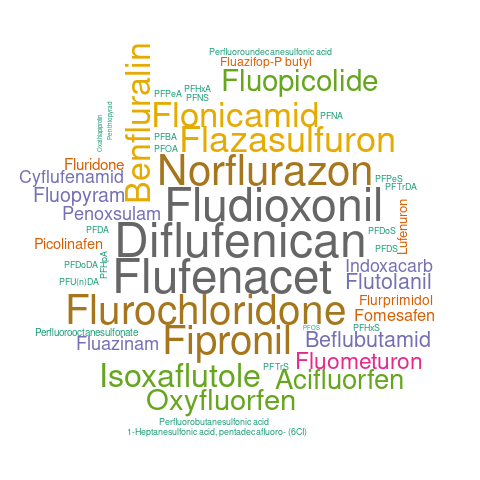 Perfluoroundecanesulfonic acid
Fluazifop-P butyl
Benfluralin
Fluopicolide
PFPeA
PFHxA
PFNS
Oxathiapiprolin
Penthiopyrad
Flonicamid
PFNA
PFBA
PFOA
Flazasulfuron
Fluridone
Norflurazon
Cyflufenamid
PFPeS
PFTrDA
Fluopyram
Fludioxonil
Penoxsulam
Lufenuron
PFDA
PFDoS
Picolinafen
Diflufenican
PFDS
PFDoDA
PFHpA
Flufenacet
Indoxacarb
PFU(n)DA
Flutolanil
Flurochloridone
Flurprimidol
Fomesafen
Perfluorooctanesulfonate
Fipronil
PFOS
PFHxS
Fluazinam
Beflubutamid
Fluometuron
Isoxaflutole
PFTrS
Acifluorfen
Oxyfluorfen
Perfluorobutanesulfonic acid
1-Heptanesulfonic acid, pentadecafluoro- (6Cl)